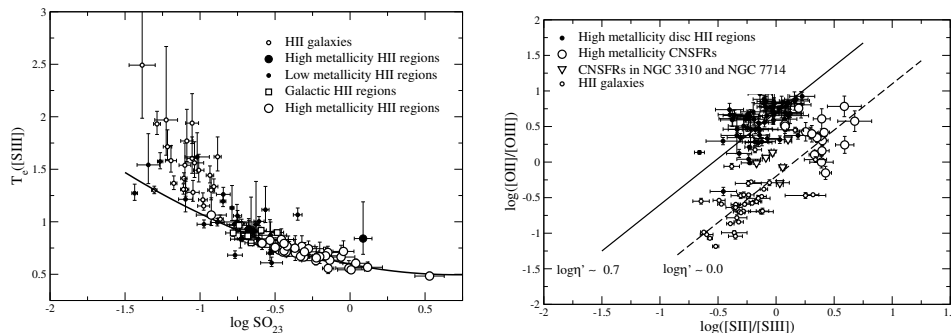 3
2.5
2
1.5
1
0.5
T_e([SIII])
HII galaxies
High metallicity HII regions
Low metallicity HII regions
Galactic HII regions
High metallicity HII regions
-2 -1.5 -1 -0.5 0 0.5
log SO_23
2
1.5
1
0.5
0
-0.5
-1
-1.5
-2
log([OII]/[OIII])
High metallicity disc HII regions
High metallicity CNSFRs
CNSFRs in NGC 3310 and NGC 7714
HII galaxies
logη' ~ 0.7 logη' ~ 0.0
-2 -1.5 -1 -0.5 0 0.5 1
log([SII]/[SIII])